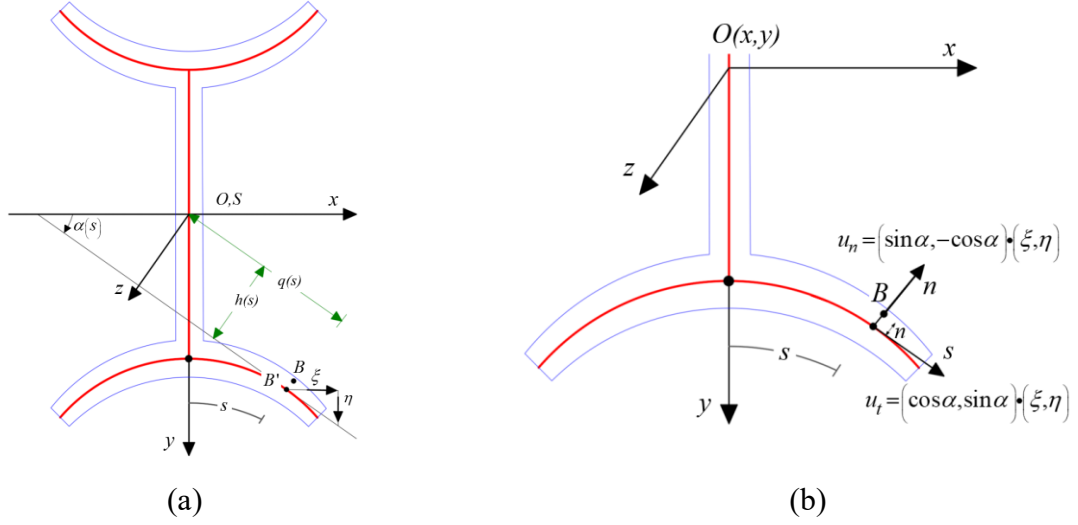 O,S
x
α(s)
z
h(s)
q(s)
B
B'
ξ
η
s
y
(a)
O(x,y)
x
z
u_n=(sinα,-cosα)•(ξ,η)
B
n
n
s
s
y
u_t=(cosα,sinα)•(ξ,η)
(b)